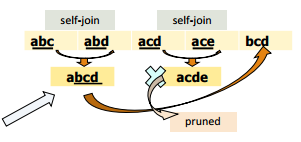 self-join self-join
abc abd acd ace bcd
abcd acde
pruned